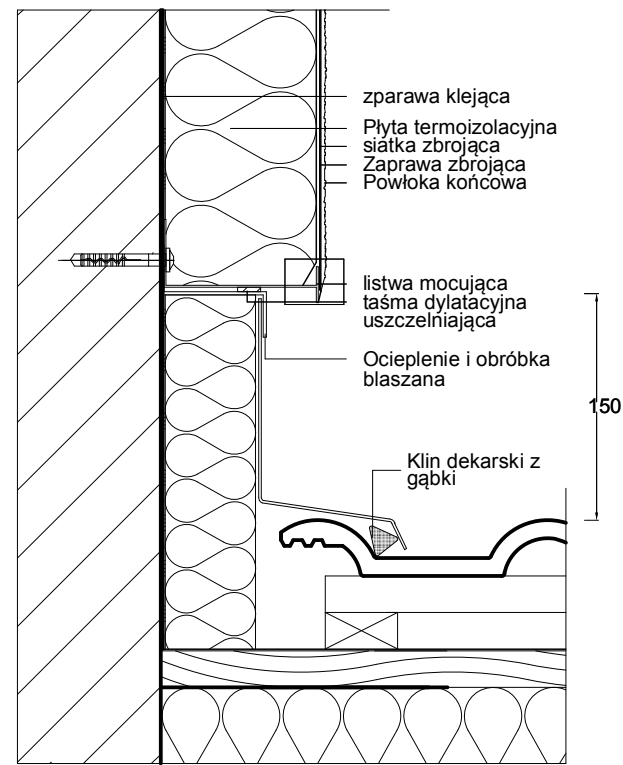 zparawa klejąca
Płyta termoizolacyjna
siatka zbrojąca
Zaprawa zbrojąca
Powłoka końcowa
listwa mocująca
taśma dylatacyjna
uszczelniająca
Ocieplenie i obróbka
blaszana
150
Klin dekarski z
gąbki